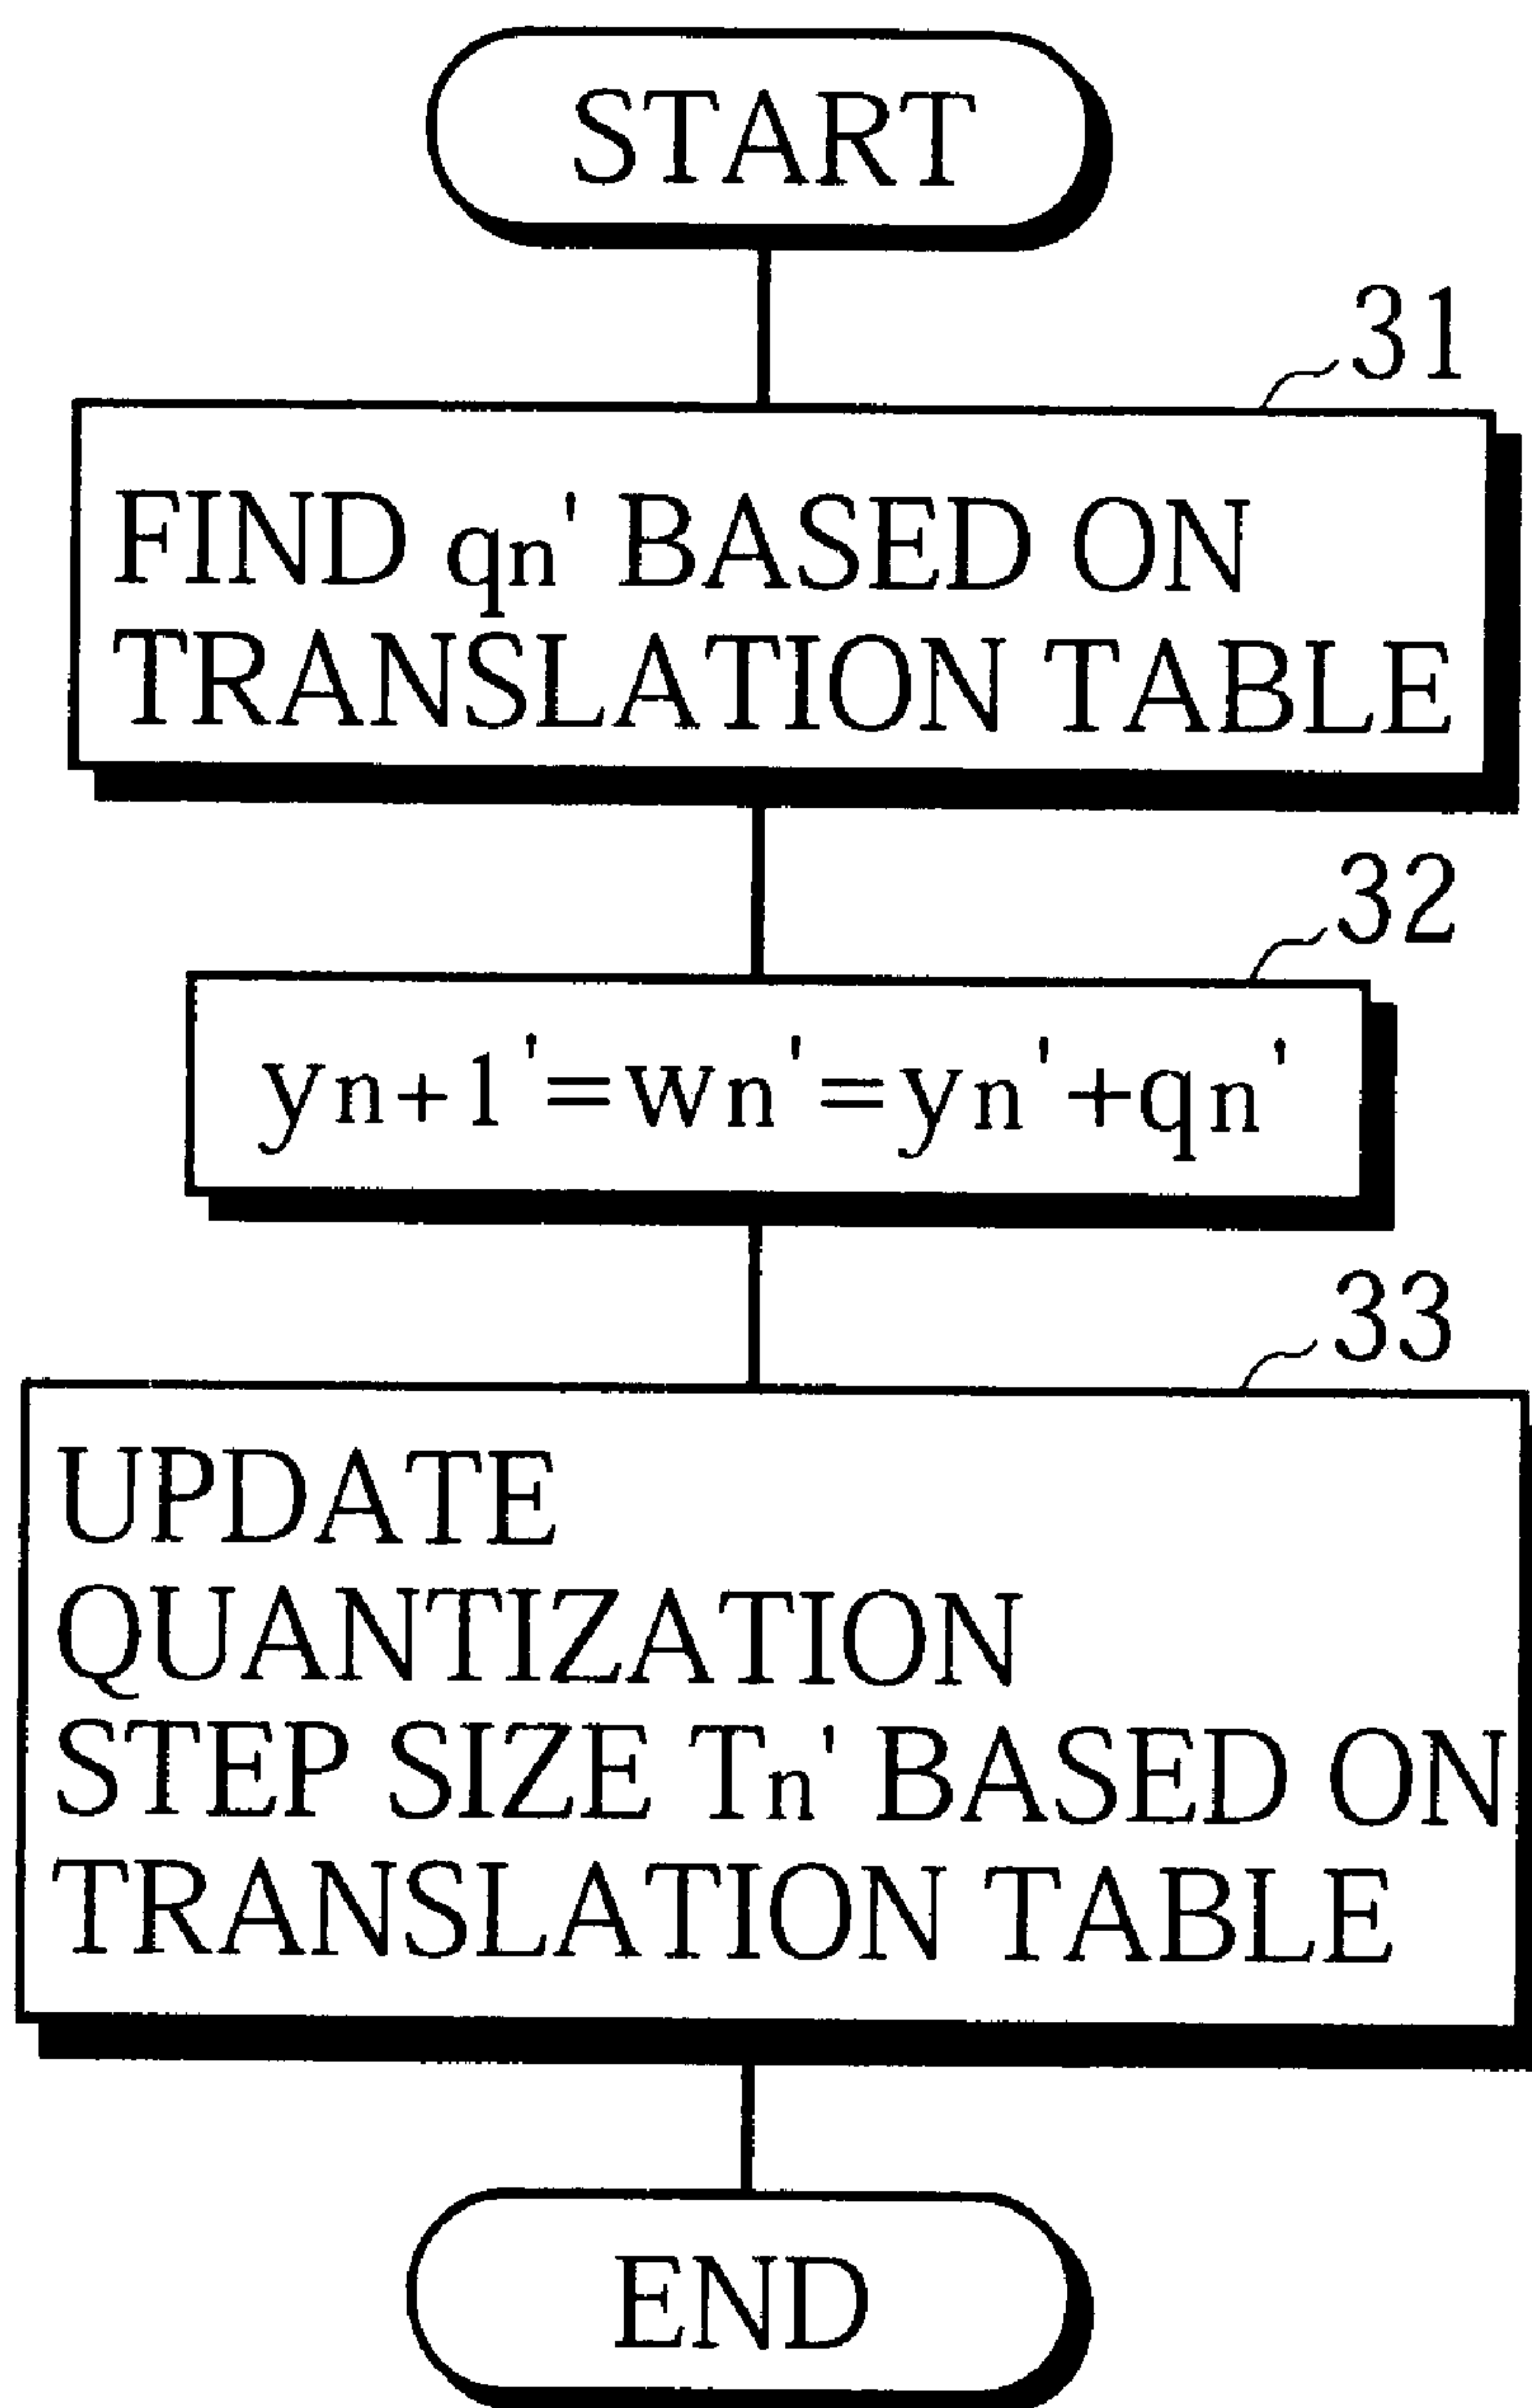 START
31
FIND qn' BASED ON
TRANSLATION TABLE
32
yn+1'=wn'=yn'+qn'
33
UPDATE
QUANTIZATION
STEP SIZE Tn' BASED ON
TRANSLATION TABLE
END